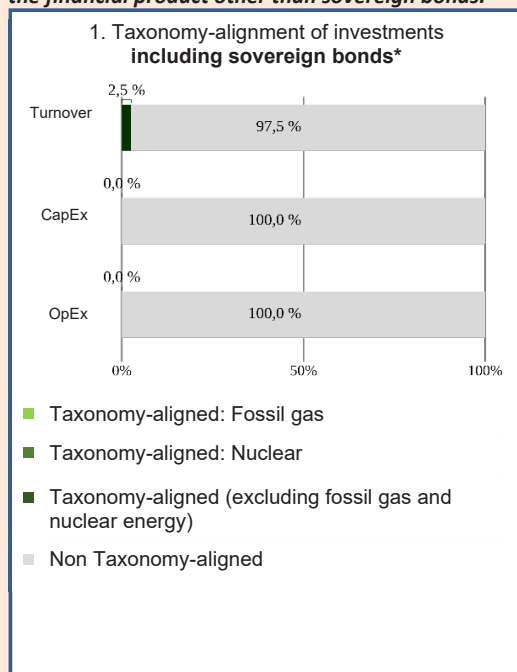 the financial product other than sovereign bonds.
1. Taxonomy-alignment of investments
including sovereign bonds*
2,5 %
Turnover
97,5 %
0,0 %
CapEx
100,0 %
0,0 %
OpEx
100,0 %
0% 50% 100%
Taxonomy-aligned: Fossil gas
Taxonomy-aligned: Nuclear
Taxonomy-aligned (excluding fossil gas and
nuclear energy)
Non Taxonomy-aligned